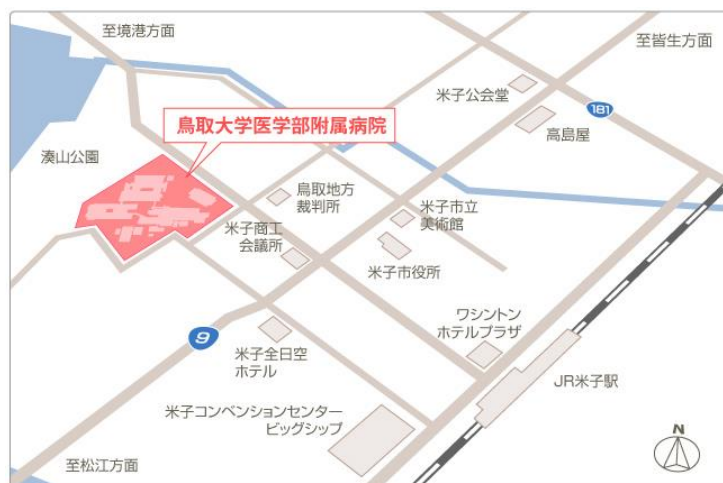 至境港方面
至皆生方面
米子公会堂
181
高島屋
鳥取大学医学部附属病院
湊山公園
鳥取地方
裁判所
米子市立
美術館
米子商工
会議所
米子市役所
ワシントン
ホテルプラザ
9
米子全日空
ホテル
JR米子駅
米子コンベンションセンター
ビッグシップ
N
至松江方面